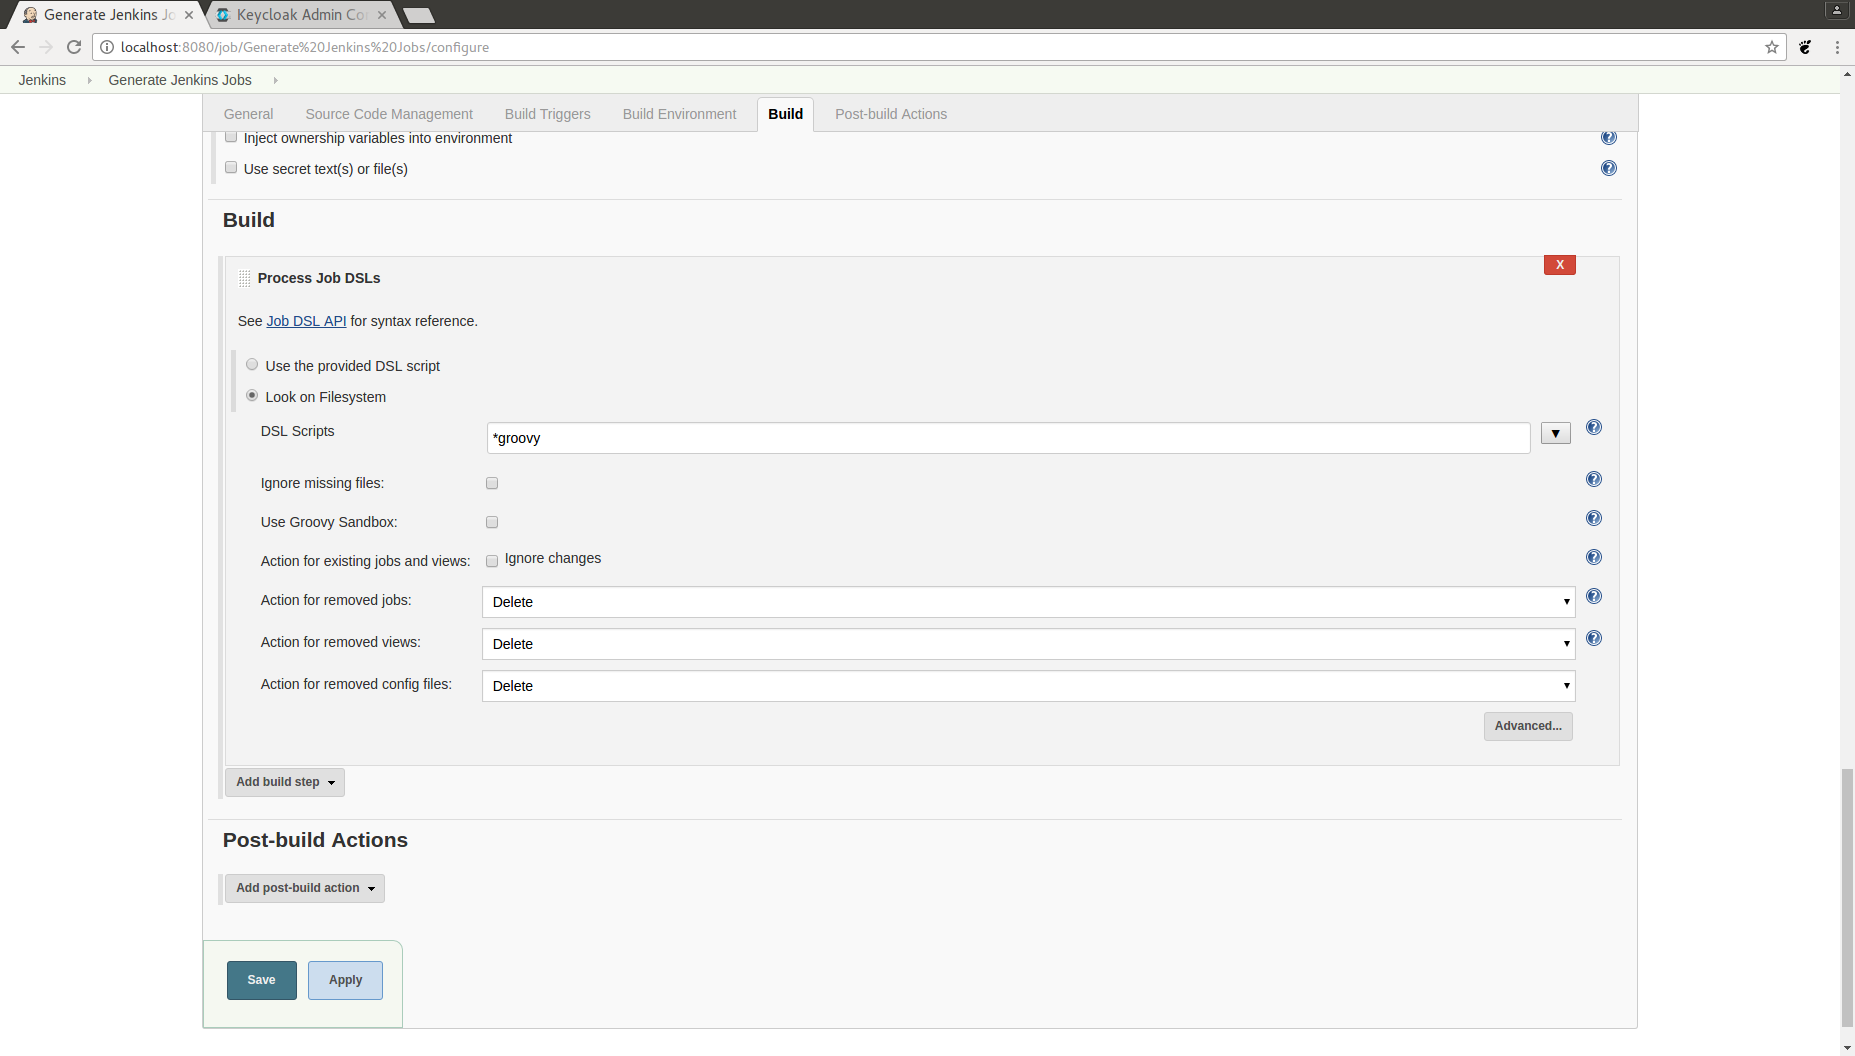 Generate Jenkins Jo
Keycloak Admin Co
localhost:8080/job/Generate%20Jenkins%20Jobs/configure
Jenkins Generate Jenkins Jobs
General Source Code Management Build Triggers Build Environment Build Post-build Actions
Inject ownership variables into environment
Use secret text(s) or file(s)
Build
X
Process Job DSLs
See Job DSL API for syntax reference.
Use the provided DSL script
Look on Filesystem
DSL Scripts *groovy
Ignore missing files:
Use Groovy Sandbox:
Action for existing jobs and views: Ignore changes
Action for removed jobs: Delete
Action for removed views: Delete
Action for removed config files: Delete
Advanced...
Add build step
Post-build Actions
Add post-build action
Save Apply